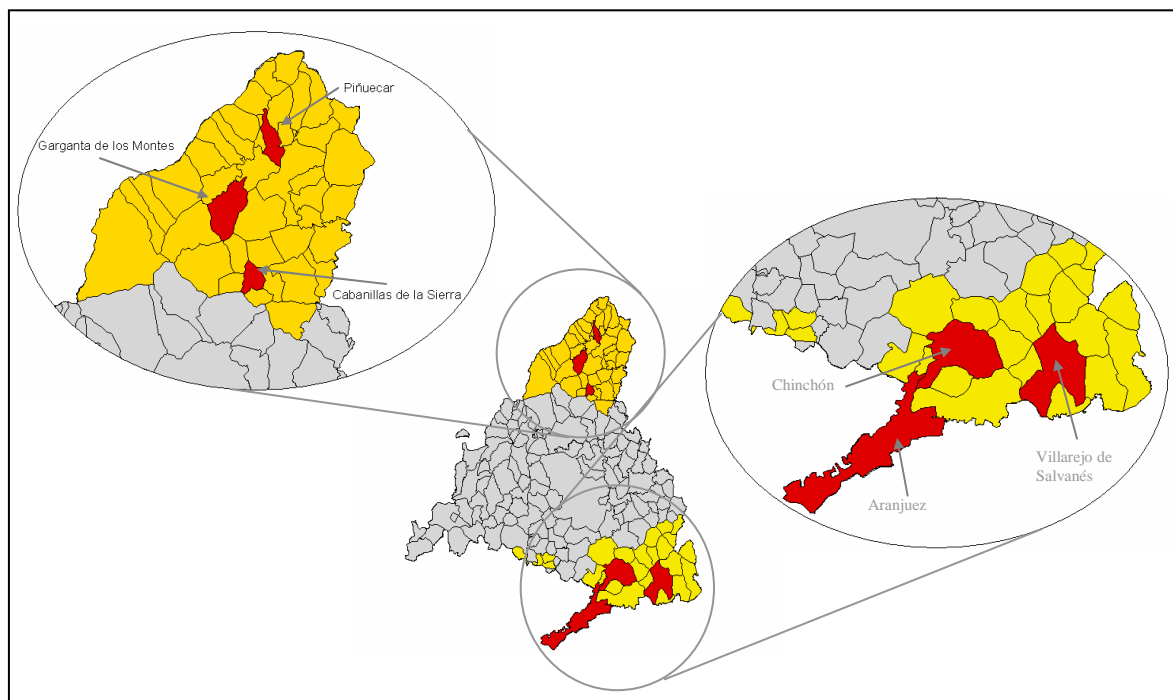 Piñuecar
Garganta de los Montes
Cabanillas de la Sierra
Chinchón
Villarejo de
Salvanés
Aranjuez